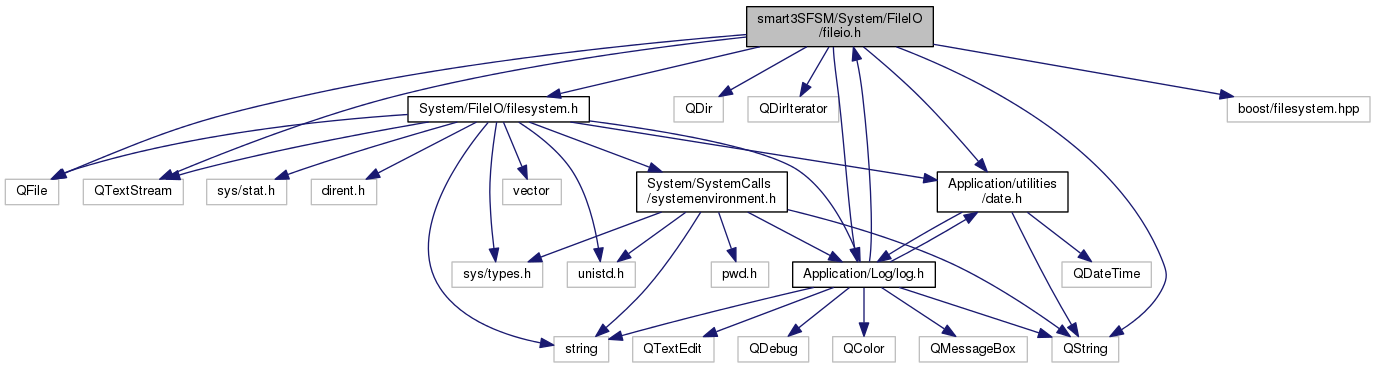 smart3SFSM/System/FileIO
/fileio.h
System/FileIO/filesystem.h
QDir
QDirIterator
boost/filesystem.hpp
QFile
QTextStream
sys/stat.h
dirent.h
vector
System/SystemCalls
/systemenvironment.h
Application/utilities
/date.h
sys/types.h
unistd.h
pwd.h
Application/Log/log.h
QDateTime
string
QTextEdit
QDebug
QColor
QMessageBox
QString